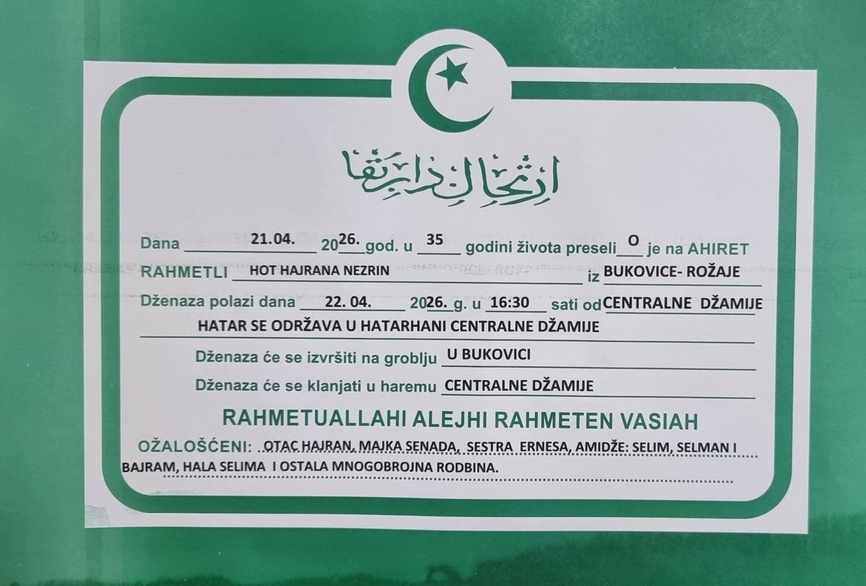 ارتحال دار بقا
Dana 21.04. 2026. god. u 35 godini života preseli O je na AHIRET
RAHMETLI HOT HAJRANA NEZRIN iz BUKOVICE- ROŽAJE
Dženaza polazi dana 22. 04. 2026. g. u 16:30 sati od CENTRALNE DŽAMIJE
HATAR SE ODRŽAVA U HATARHANI CENTRALNE DŽAMIJE
Dženaza će se izvršiti na groblju U BUKOVICI
Dženaza će se klanjati u haremu CENTRALNE DŽAMIJE
RAHMETUALLAHI ALEJHI RAHMETEN VASIAH
OŽALOŠĆENI: OTAC HAJRAN, MAJKA SENADA, SESTRA ERNESA, AMIDŽE: SELIM, SELMAN I
BAJRAM, HALA SELIMA I OSTALA MNOGOBROJNA RODBINA.